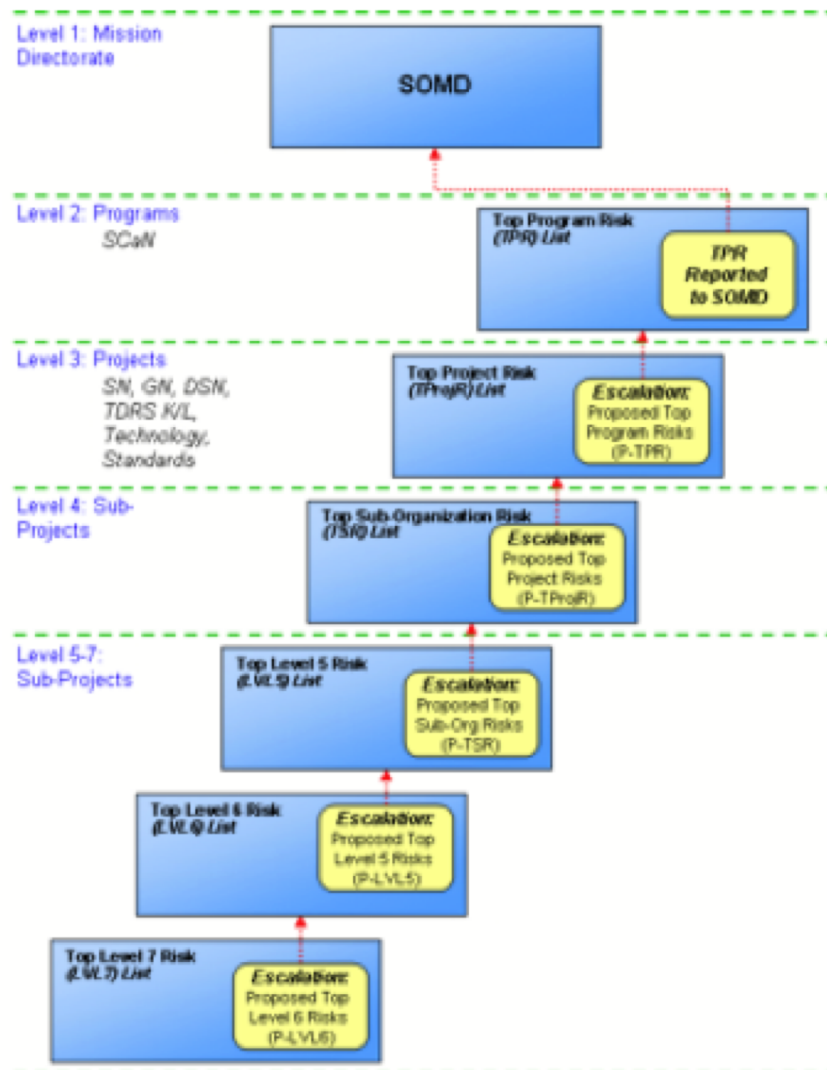 Level 1: Mission
Directorate
SOMD
Level 2: Programs
SCaN
Top Program Risk
(TPR) List
TPR
Reported
to SOMD
Level 3: Projects
SN, GN, DSN,
TDRS K/L,
Technology,
Standards
Top Project Risk
(TProjR) List
Escalation:
Proposed Top
Program Risks
(P-TPR)
Level 4: Sub-
Projects
Top Sub-Organization Risk
(TSR) List
Escalation:
Proposed Top
Project Risks
(P-TProjR)
Level 5-7:
Sub-Projects
Top Level 5 Risk
(LVL5) List
Escalation:
Proposed Top
Sub-Org Risks
(P-TSR)
Top Level 6 Risk
(LVL6) List
Escalation:
Proposed Top
Level 5 Risks
(P-LVL5)
Top Level 7 Risk
(LVL7) List
Escalation:
Proposed Top
Level 6 Risks
(P-LVL6)